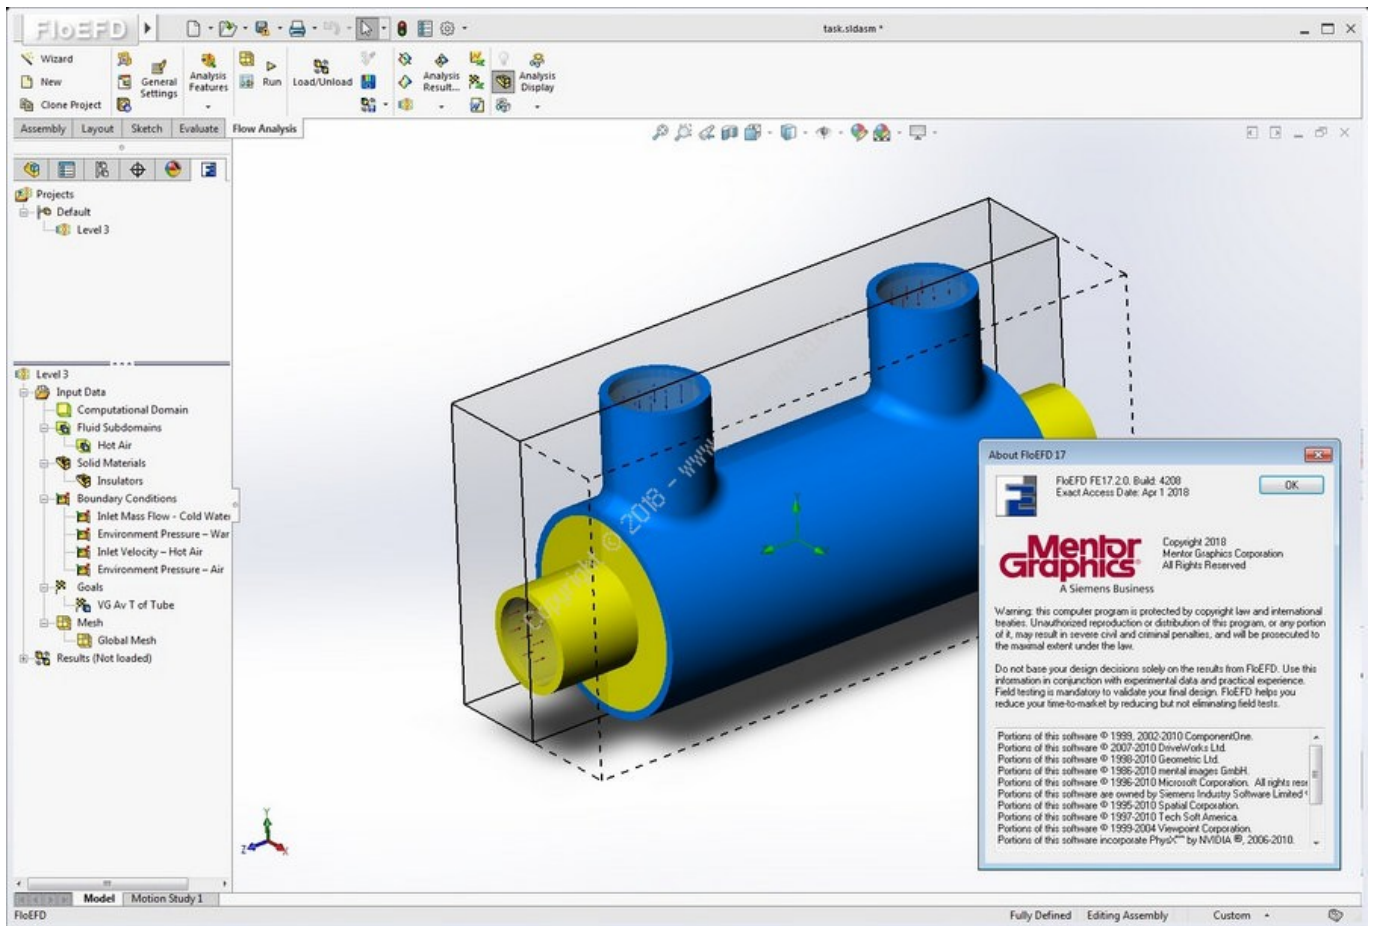 FloEFD
task.sldasm *
Wizard
New
Clone Project
General
Settings
Analysis
Features
Run
Load/Unload
Analysis
Result...
Analysis
Display
Assembly
Layout
Sketch
Evaluate
Flow Analysis
Projects
Default
Level 3
Level 3
Input Data
Computational Domain
Fluid Subdomains
Hot Air
Solid Materials
Insulators
Boundary Conditions
Inlet Mass Flow - Cold Wate
Environment Pressure – War
Inlet Velocity – Hot Air
Environment Pressure – Air
Goals
VG Av T of Tube
Mesh
Global Mesh
Results (Not loaded)
Copyright © 2018 - www.
Y
Z
X
About FloEFD 17
FloEFD FE17.2.0. Build: 4208
Exact Access Date: Apr 1 2018
OK
Mentor
Graphics
A Siemens Business
Copyright 2018
Mentor Graphics Corporation
All Rights Reserved
Warning: this computer program is protected by copyright law and international
treaties. Unauthorized reproduction or distribution of this program, or any portion
of it, may result in severe civil and criminal penalties, and will be prosecuted to
the maximal extent under the law.
Do not base your design decisions solely on the results from FloEFD. Use this
information in conjunction with experimental data and practical experience.
Field testing is mandatory to validate your final design. FloEFD helps you
reduce your time-to-market by reducing but not eliminating field tests.
Portions of this software © 1999, 2002-2010 ComponentOne.
Portions of this software © 2007-2010 DriveWorks Ltd.
Portions of this software © 1998-2010 Geometric Ltd.
Portions of this software © 1986-2010 mental images GmbH.
Portions of this software © 1996-2010 Microsoft Corporation. All rights rese
Portions of this software are owned by Siemens Industry Software Limited
Portions of this software © 1995-2010 Spatial Corporation.
Portions of this software © 1997-2010 Tech Soft America.
Portions of this software © 1999-2004 Viewpoint Corporation.
Portions of this software incorporate PhysX™ by NVIDIA ®, 2006-2010.
Model
Motion Study 1
FloEFD
Fully Defined
Editing Assembly
Custom